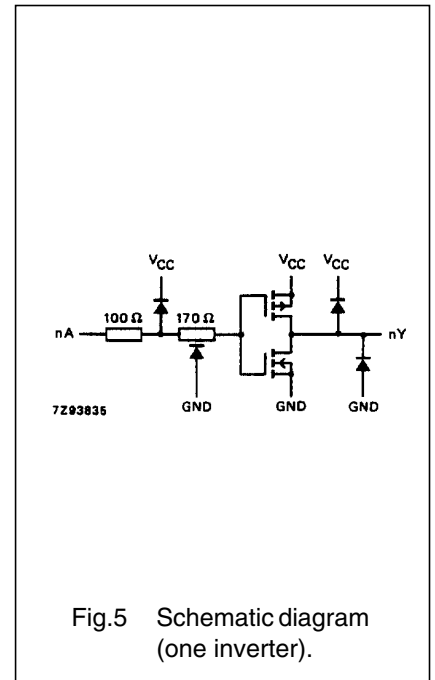 VCC VCC VCC
100 Ω 170 Ω
nA nY
GND GND GND
7Z93835
Fig.5 Schematic diagram
(one inverter).